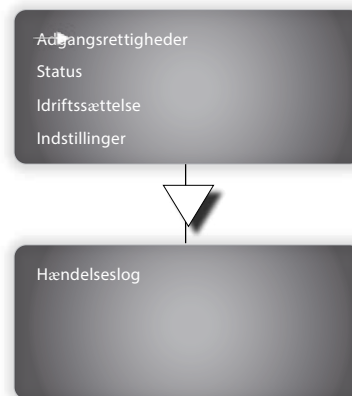 Adgangsrettigheder
Status
Idriftssættelse
Indstillinger
Hændelseslog